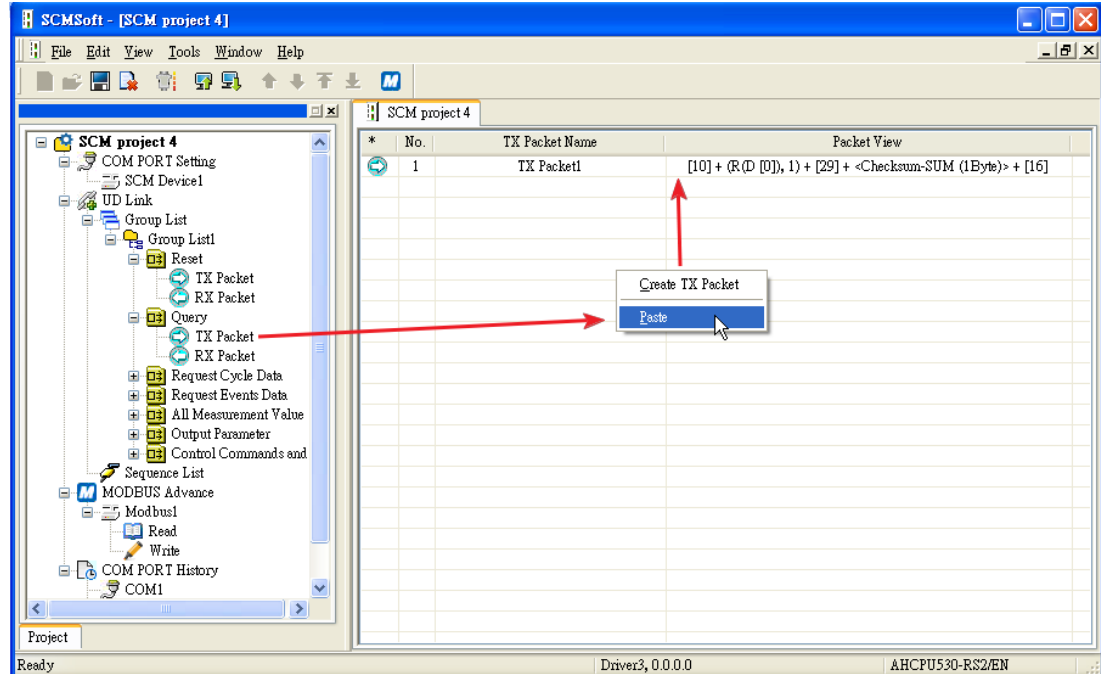 SCMSoft - [SCM project 4]
File Edit View Tools Window Help
SCM project 4
COM PORT Setting
SCM Device1
UD Link
Group List
Group List1
Reset
TX Packet
RX Packet
Query
TX Packet
RX Packet
Request Cycle Data
Request Events Data
All Measurement Value
Output Parameter
Control Commands and
Sequence List
MODBUS Advance
Modbus1
Read
Write
COM PORT History
COM1
Project
SCM project 4
* No. TX Packet Name Packet View
1 TX Packet1 [10] + (R(D [0]), 1) + [29] + <Checksum-SUM (1Byte)> + [16]
Create TX Packet
Paste
Ready Driver3, 0.0.0.0 AHCPU530-RS2/EN